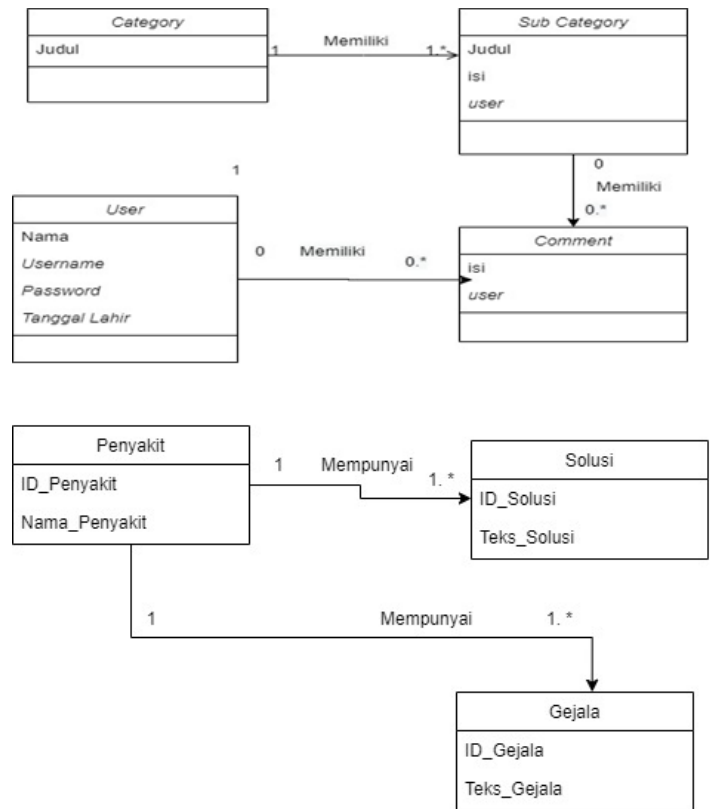 Category
Judul
1
Memiliki
1.*
Sub Category
Judul
isi
user
0
Memiliki
0.*
1
User
Nama
Username
Password
Tanggal Lahir
0
Memiliki
0.*
Comment
isi
user
Penyakit
ID_Penyakit
Nama_Penyakit
1
Mempunyai
1. *
Solusi
ID_Solusi
Teks_Solusi
1
Mempunyai
1. *
Gejala
ID_Gejala
Teks_Gejala